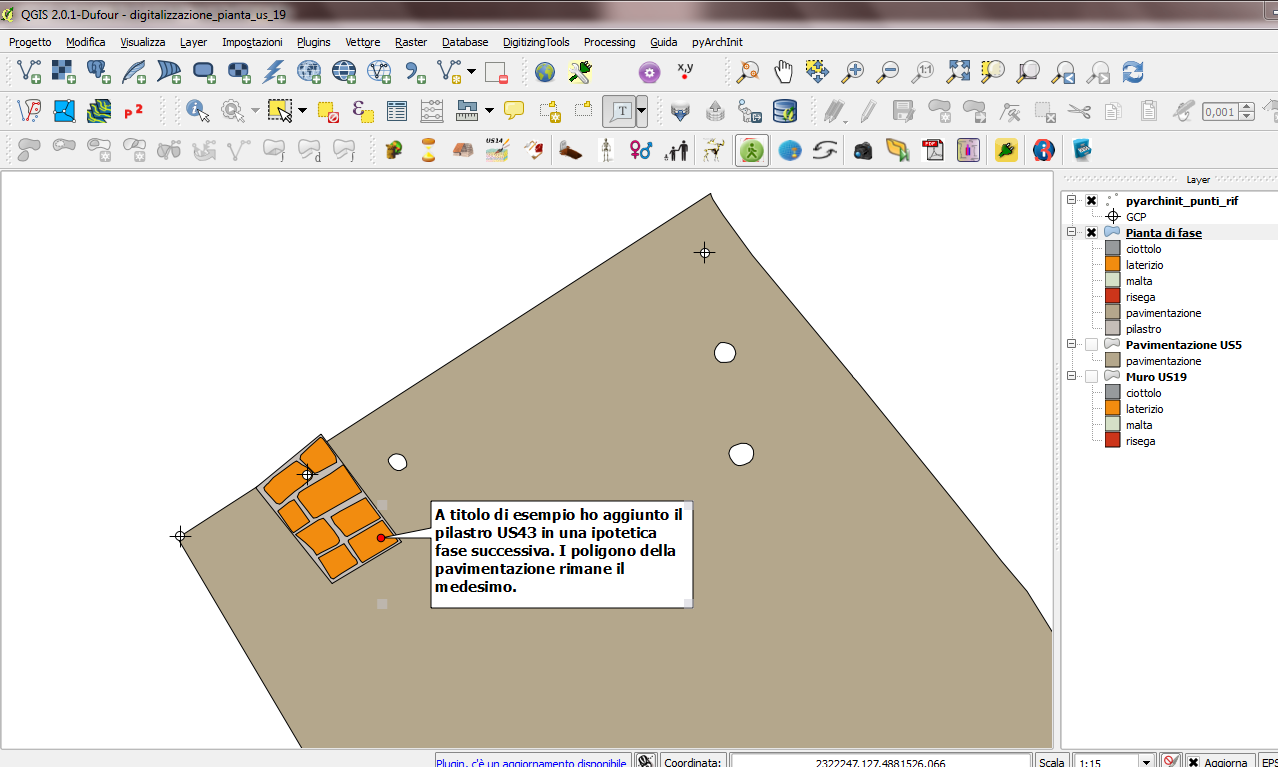 QGIS 2.0.1-Dufour - digitalizzazione_pianta_us_19
Progetto Modifica Visualizza Layer Impostazioni Plugins Vettore Raster Database DigitizingTools Processing Guida pyArchInit
x,y
1:1
P 2
T
0,001
US14
PDF
Layer
pyarchinit_punti_rif
GCP
Pianta di fase
ciottolo
laterizio
malta
risega
pavimentazione
pilastro
Pavimentazione US5
pavimentazione
Muro US19
ciottolo
laterizio
malta
risega
A titolo di esempio ho aggiunto il
pilastro US43 in una ipotetica
fase successiva. I poligono della
pavimentazione rimane il
medesimo.
Plugin, c'è un aggiornamento disponibile Coordinata: 2322247.127,4881526.066 Scala 1:15 Aggiorna EPS